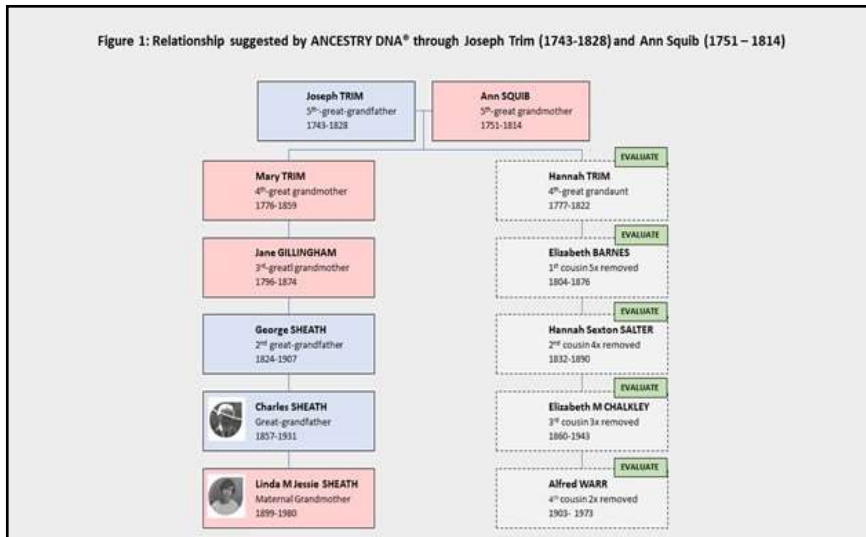 Figure 1: Relationship suggested by ANCESTRY DNA® through Joseph Trim (1743-1828) and Ann Squib (1751 – 1814)
Joseph TRIM
5th-great-grandfather
1743-1828
Ann SQUIB
5th-great grandmother
1751-1814
Mary TRIM
4th-great grandmother
1776-1859
EVALUATE
Hannah TRIM
4th-great grandaunt
1777-1822
Jane GILLINGHAM
3rd-greatl grandmother
1796-1874
EVALUATE
Elizabeth BARNES
1st cousin 5x removed
1804-1876
George SHEATH
2nd great-grandfather
1824-1907
EVALUATE
Hannah Sexton SALTER
2nd cousin 4x removed
1832-1890
Charles SHEATH
Great-grandfather
1857-1931
EVALUATE
Elizabeth M CHALKLEY
3rd cousin 3x removed
1860-1943
Linda M Jessie SHEATH
Maternal Grandmother
1899-1980
EVALUATE
Alfred WARR
4th cousin 2x removed
1903- 1973